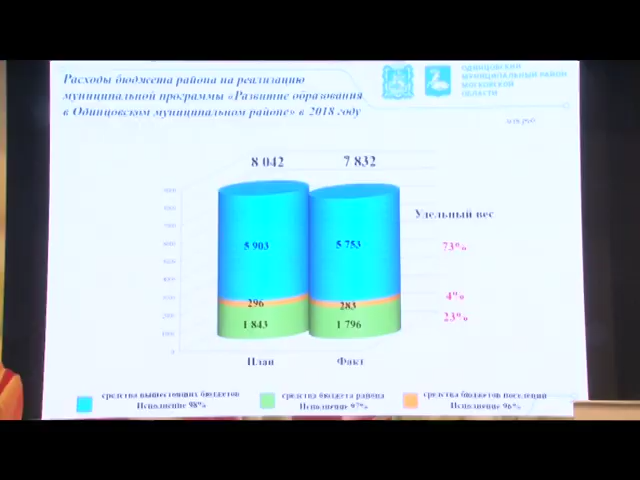 Расходы бюджета района на реализацию
муниципальной программы «Развитие образования
в Одинцовском муниципальном районе» в 2018 году
ОДИНЦОВСКИЙ
МУНИЦИПАЛЬНЫЙ РАЙОН
МОСКОВСКОЙ
ОБЛАСТИ
млн.руб.
8 042
7 832
Удельный вес
5 903
5 753
73%
296
283
4%
1 843
1 796
23%
План
Факт
средства вышестоящих бюджетов
Исполнение 98%
средства бюджета района
Исполнение 97%
средства бюджетов поселений
Исполнение 96%